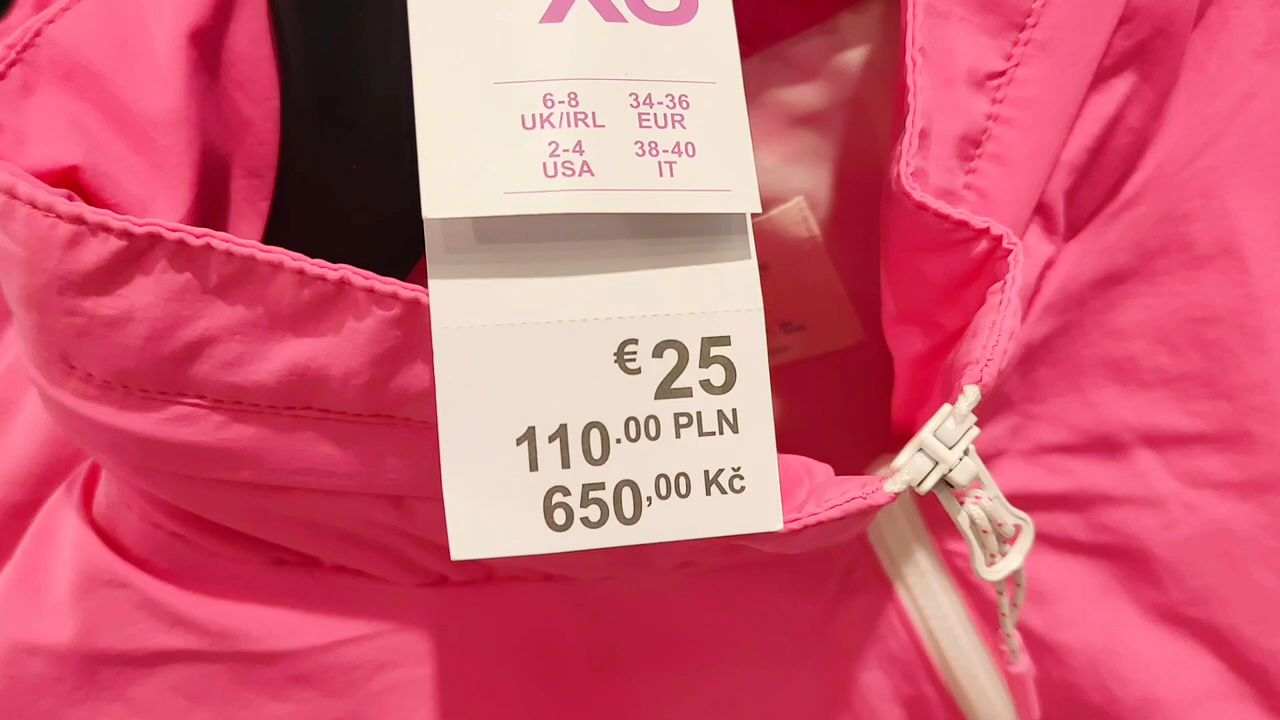 XS
6-8 34-36
UK/IRL EUR
2-4 38-40
USA IT
€25
110.00 PLN
650,00 Kč